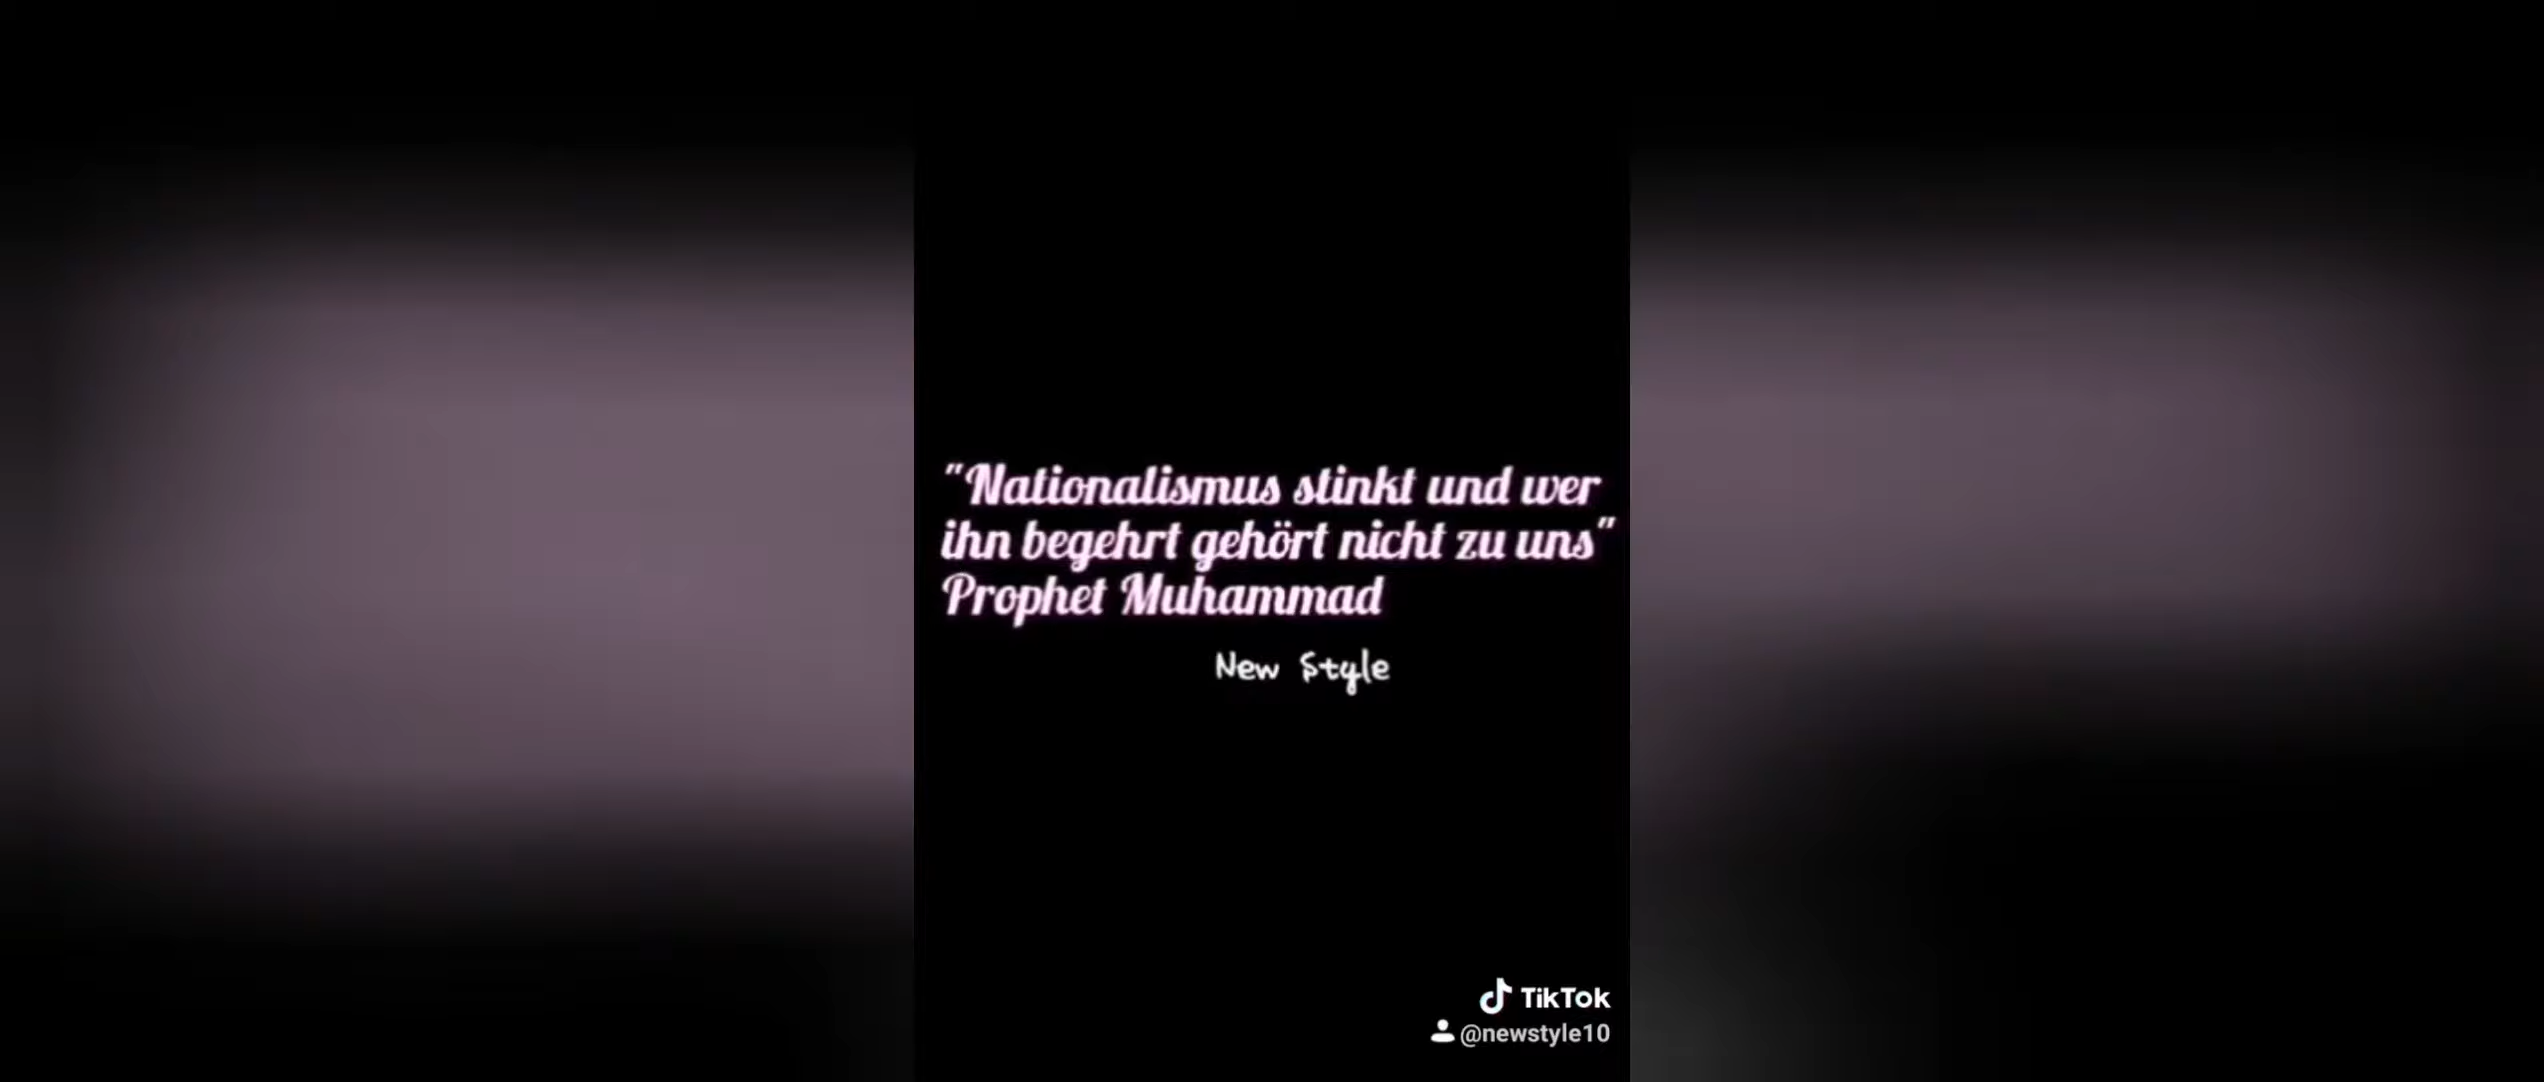 "Nationalismus stinkt und wer
ihn begehrt gehört nicht zu uns"
Prophet Muhammad
New Style
TikTok
@newstyle10